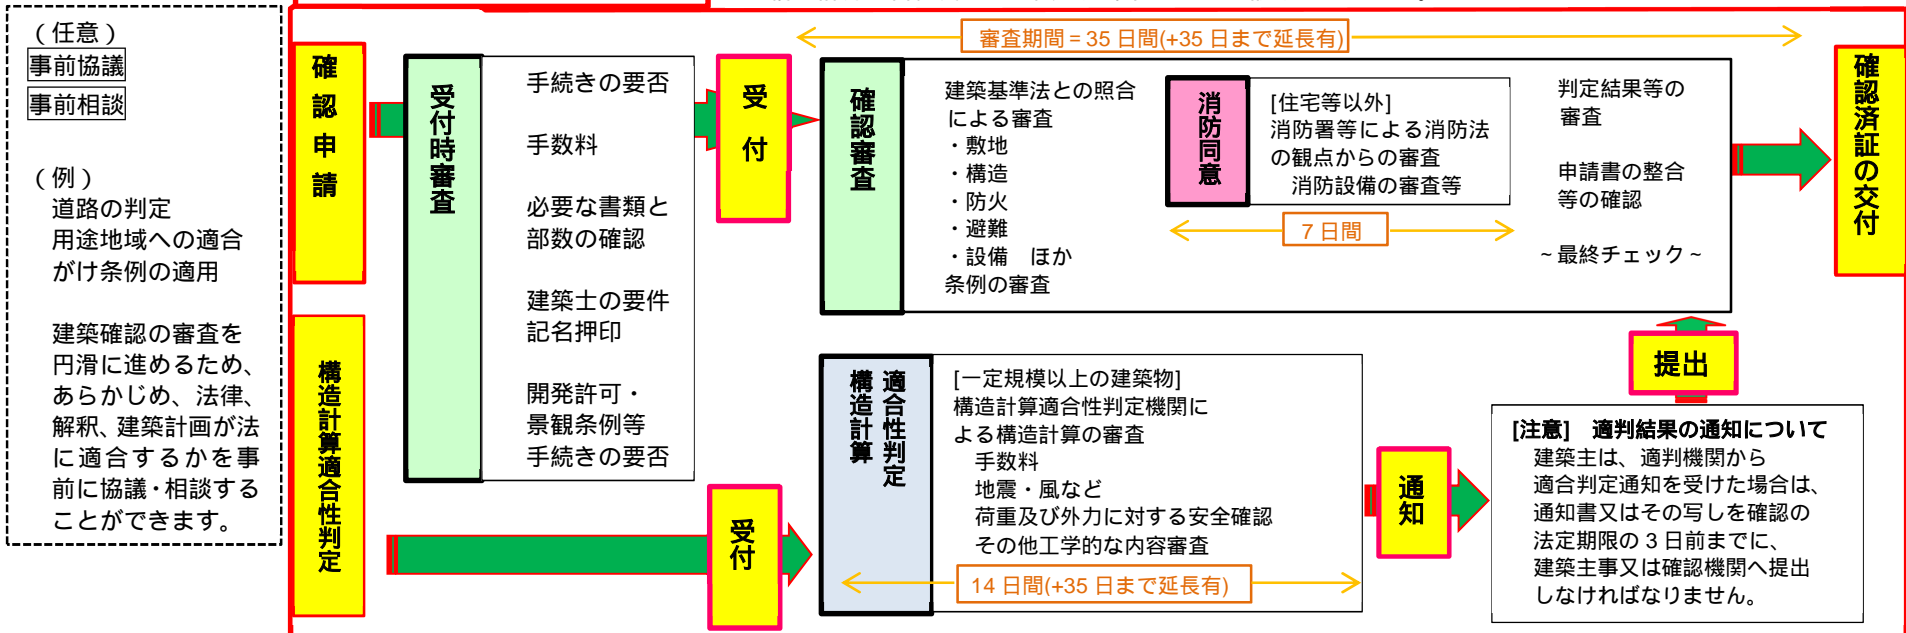 （任意）
事前協議
事前相談
（例）
道路の判定
用途地域への適合
がけ条例の適用
建築確認の審査を
円滑に進めるため、
あらかじめ、法律、
解釈、建築計画が法
に適合するかを事
前に協議・相談する
ことができます。
確認申請
受付時審査
手続きの要否
手数料
必要な書類と
部数の確認
建築士の要件
記名押印
開発許可・
景観条例等
手続きの要否
受付
審査期間＝35 日間(+35 日まで延長有)
確認審査
建築基準法との照合
による審査
・敷地
・構造
・防火
・避難
・設備　ほか
条例の審査
消防同意
[住宅等以外]
消防署等による消防法
の観点からの審査
消防設備の審査等
7 日間
判定結果等の
審査
申請書の整合
等の確認
~ 最終チェック ~
確認済証の交付
構造計算適合性判定
受付
構造計算
適合性判定
[一定規模以上の建築物]
構造計算適合性判定機関に
よる構造計算の審査
手数料
地震・風など
荷重及び外力に対する安全確認
その他工学的な内容審査
14 日間(+35 日まで延長有)
通知
提出
[注意]　適判結果の通知について
建築主は、適判機関から
適合判定通知を受けた場合は、
通知書又はその写しを確認の
法定期限の 3 日前までに、
建築主事又は確認機関へ提出
しなければなりません。